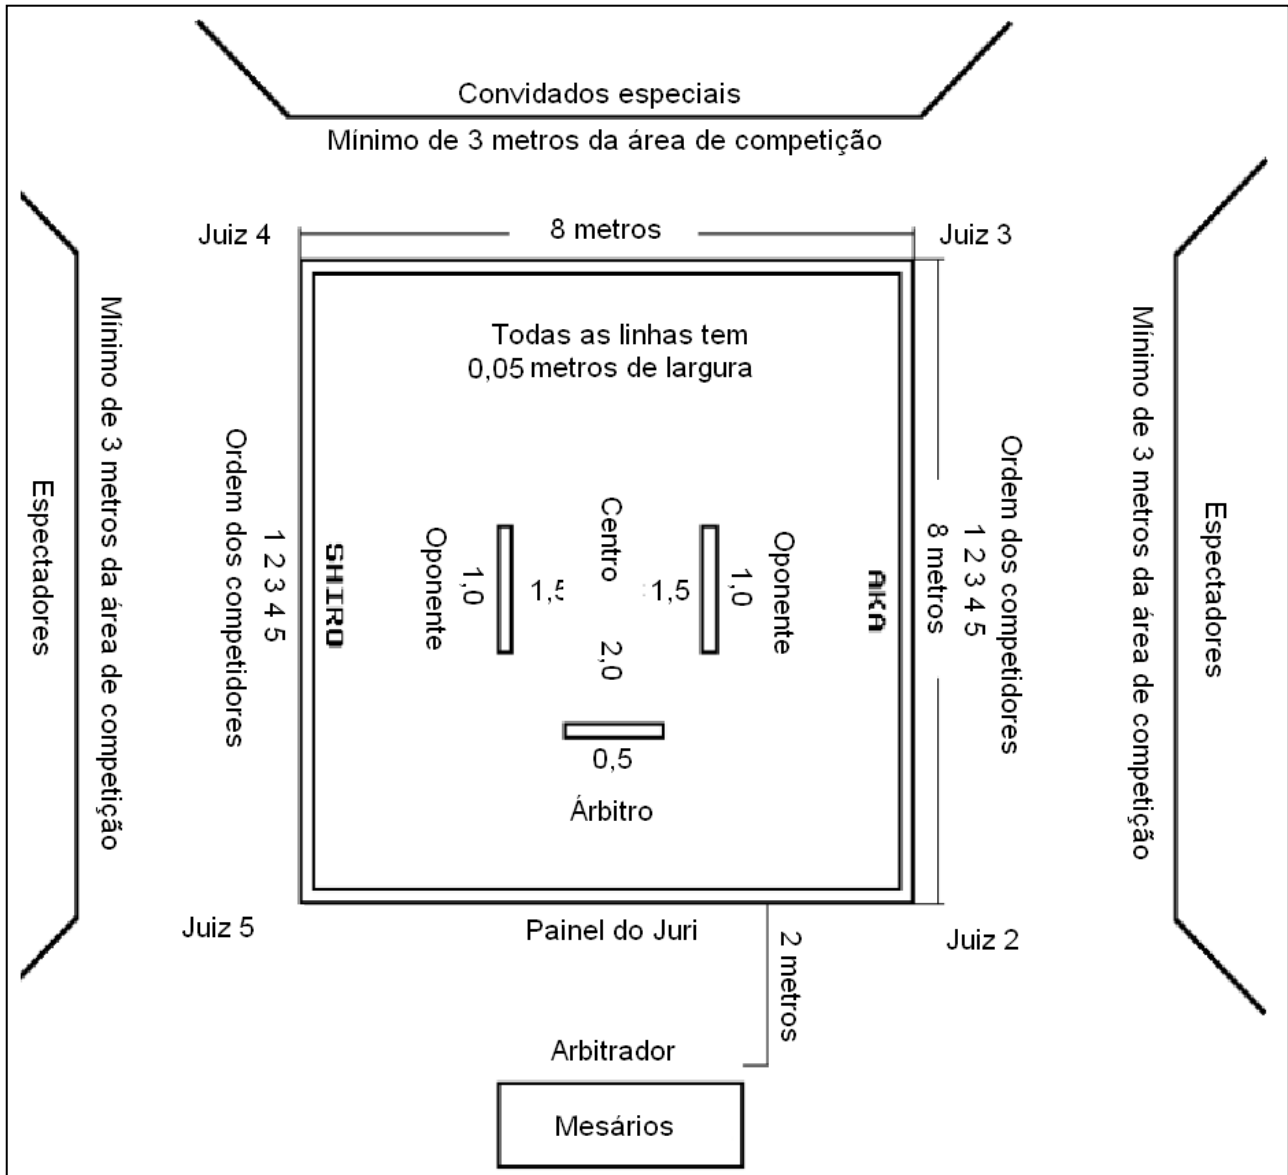 Convidados especiais
Mínimo de 3 metros da área de competição
Juiz 4
8 metros
Juiz 3
Todas as linhas tem
0,05 metros de largura
Espectadores
Mínimo de 3 metros da área de competição
Ordem dos competidores
1 2 3 4 5
SHIRO
Oponente
1,0
1,5
Centro
2,0
1,5
1,0
Oponente
AKA
8 metros
1 2 3 4 5
Ordem dos competidores
Mínimo de 3 metros da área de competição
Espectadores
0,5
Árbitro
Juiz 5
Painel do Juri
Juiz 2
2 metros
Arbitrador
Mesários